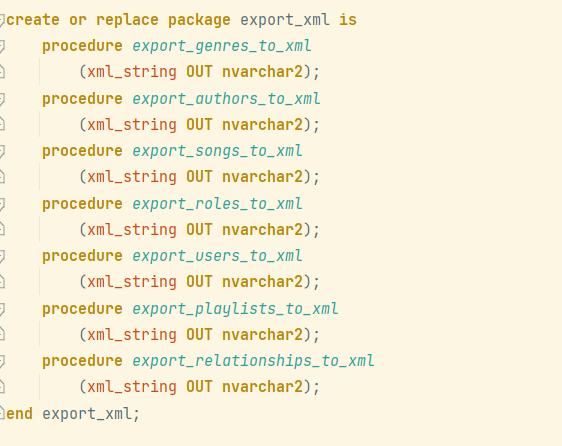 create or replace package export_xml is
procedure export_genres_to_xml
(xml_string OUT nvarchar2);
procedure export_authors_to_xml
(xml_string OUT nvarchar2);
procedure export_songs_to_xml
(xml_string OUT nvarchar2);
procedure export_roles_to_xml
(xml_string OUT nvarchar2);
procedure export_users_to_xml
(xml_string OUT nvarchar2);
procedure export_playlists_to_xml
(xml_string OUT nvarchar2);
procedure export_relationships_to_xml
(xml_string OUT nvarchar2);
end export_xml;